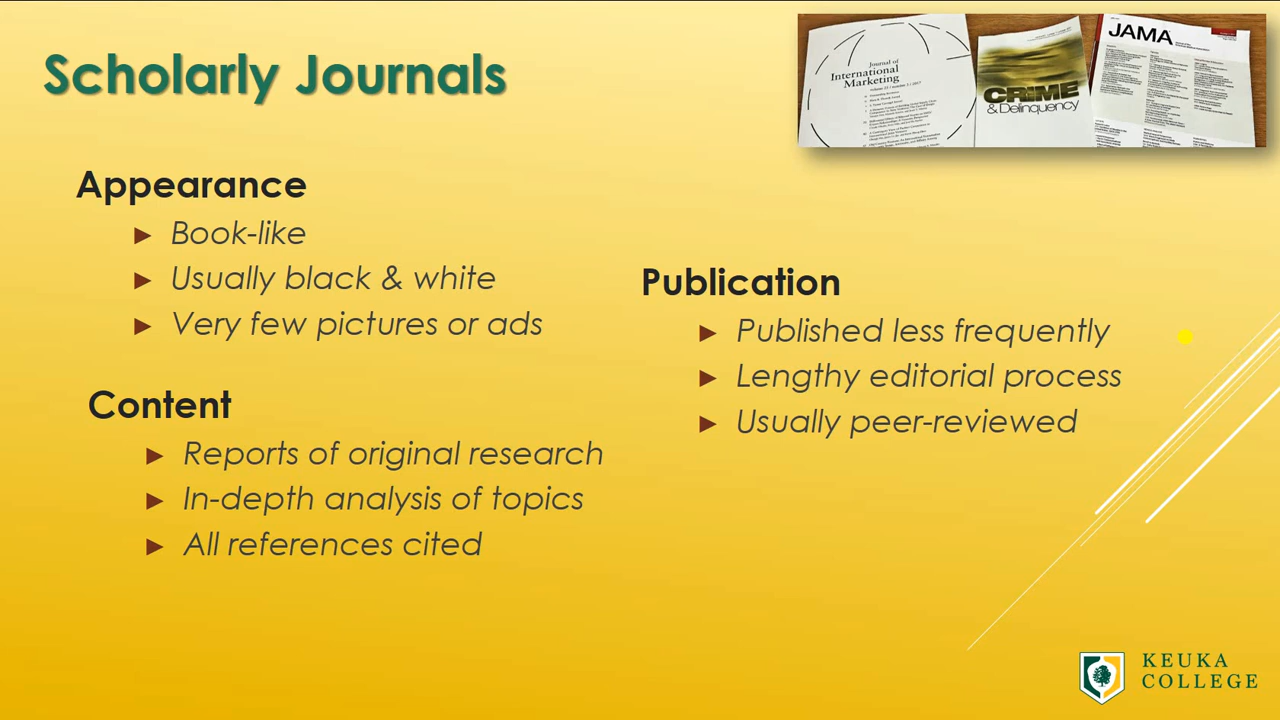 Scholarly Journals
Journal of
International
Marketing
CRIME
& Delinquency
JAMA
Appearance
Book-like
Usually black & white
Very few pictures or ads
Content
Reports of original research
In-depth analysis of topics
All references cited
Publication
Published less frequently
Lengthy editorial process
Usually peer-reviewed
KEUKA
COLLEGE